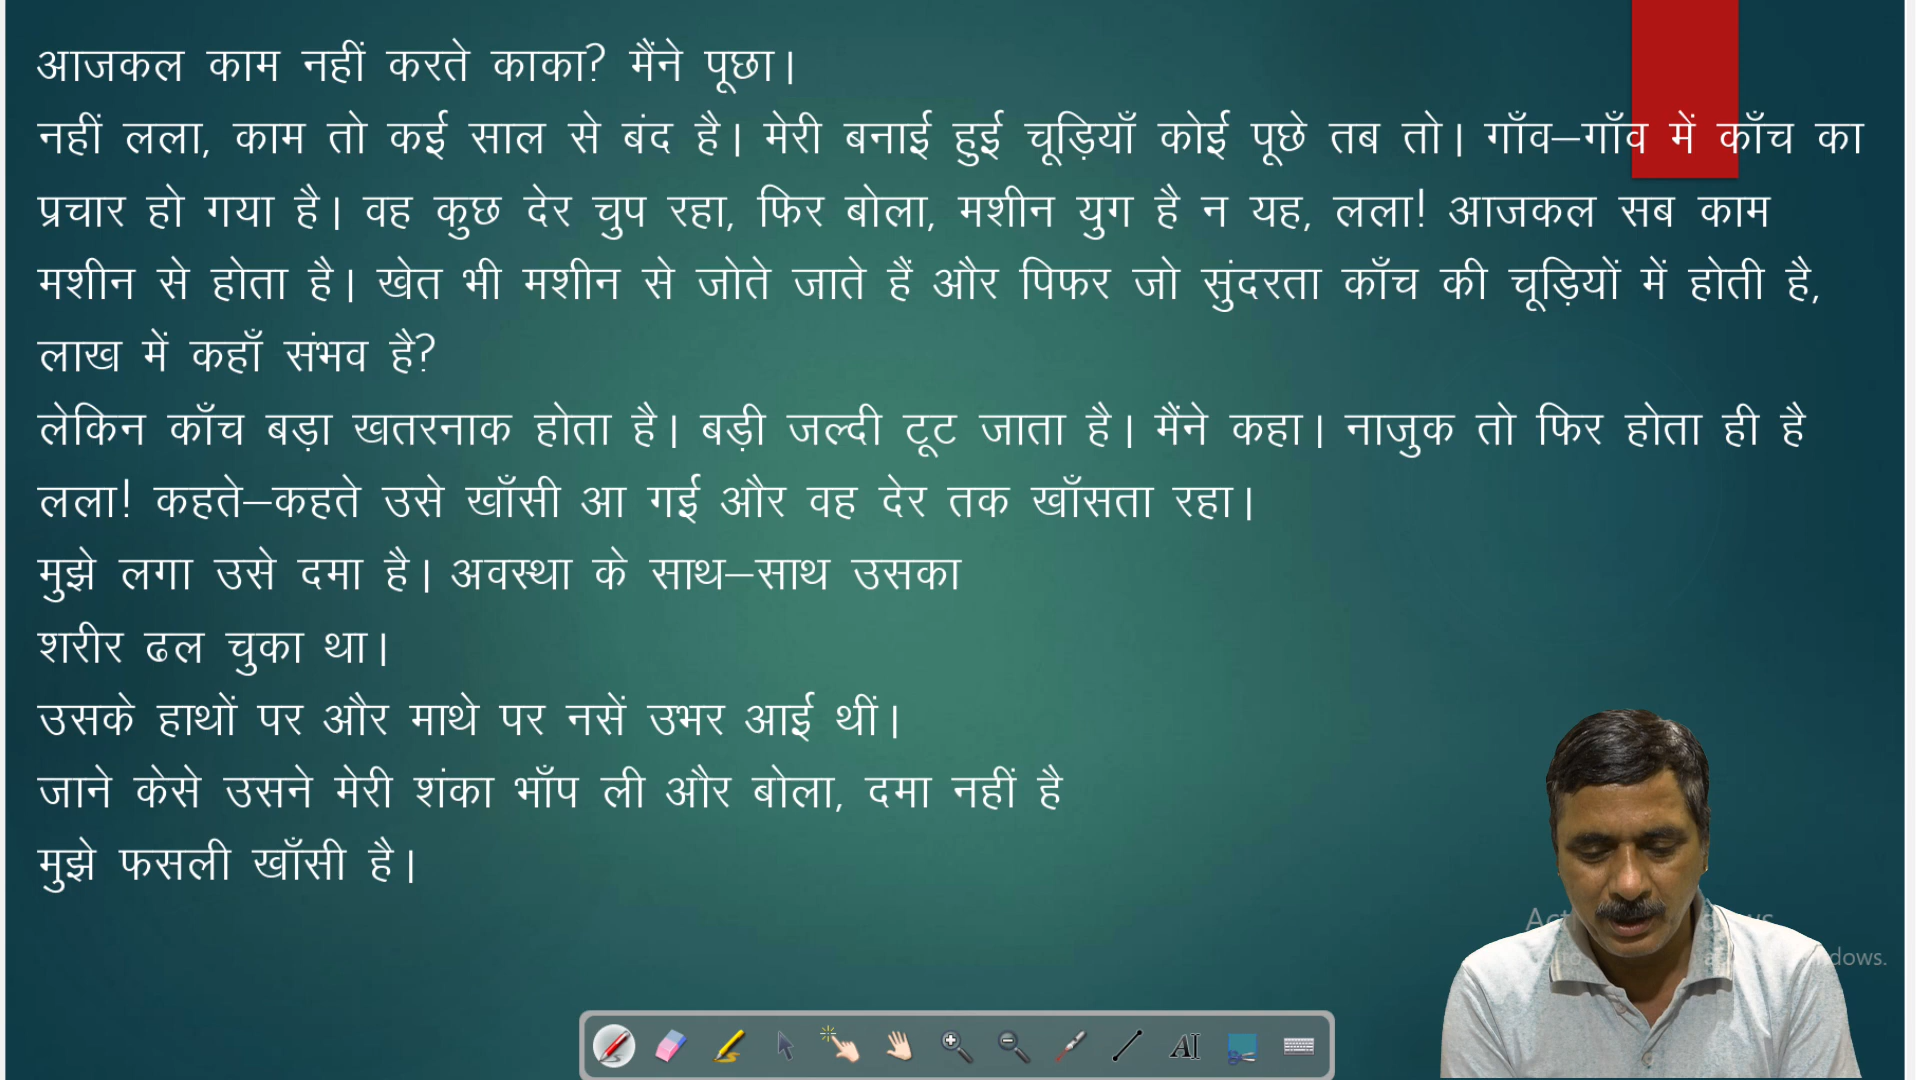 आजकल काम नहीं करते काका? मैंने पूछा।
नहीं लला, काम तो कई साल से बंद है। मेरी बनाई हुई चूड़ियाँ कोई पूछे तब तो। गाँव–गाँव में काँच का
प्रचार हो गया है। वह कुछ देर चुप रहा, फिर बोला, मशीन युग है न यह, लला! आजकल सब काम
मशीन से होता है। खेत भी मशीन से जोते जाते हैं और पिफर जो सुंदरता काँच की चूड़ियों में होती है,
लाख में कहाँ संभव है?
लेकिन काँच बड़ा खतरनाक होता है। बड़ी जल्दी टूट जाता है। मैंने कहा। नाजुक तो फिर होता ही है
लला! कहते–कहते उसे खाँसी आ गई और वह देर तक खाँसता रहा।
मुझे लगा उसे दमा है। अवस्था के साथ–साथ उसका
शरीर ढल चुका था।
उसके हाथों पर और माथे पर नसें उभर आई थीं।
जाने केसे उसने मेरी शंका भाँप ली और बोला, दमा नहीं है
मुझे फसली खाँसी है।
AI